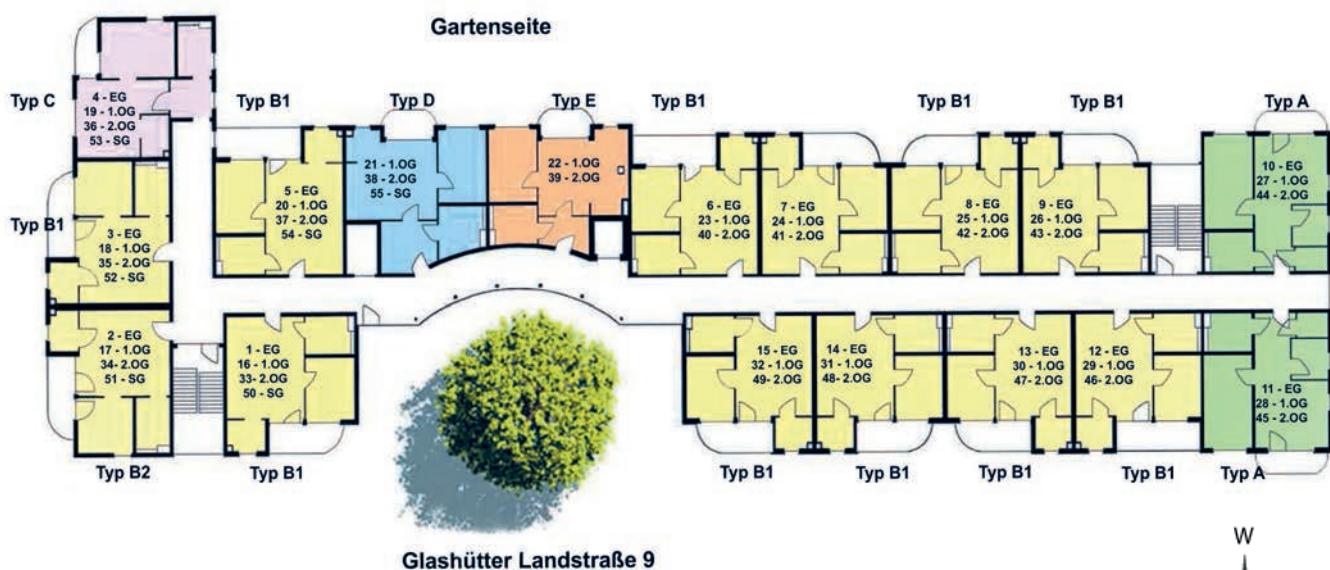 Gartenseite
Typ C
4 - EG
19 - 1.OG
36 - 2.OG
53 - SG
Typ B1
5 - EG
20 - 1.OG
37 - 2.OG
54 - SG
Typ D
21 - 1.OG
38 - 2.OG
55 - SG
Typ E
22 - 1.OG
39 - 2.OG
Typ B1
6 - EG
23 - 1.OG
40 - 2.OG
7 - EG
24 - 1.OG
41 - 2.OG
Typ B1
8 - EG
25 - 1.OG
42 - 2.OG
Typ B1
9 - EG
26 - 1.OG
43 - 2.OG
Typ A
10 - EG
27 - 1.OG
44 - 2.OG
Typ B1
3 - EG
18 - 1.OG
35 - 2.OG
52 - SG
2 - EG
17 - 1.OG
34 - 2.OG
51 - SG
Typ B2
1 - EG
16 - 1.OG
33 - 2.OG
50 - SG
Typ B1
15 - EG
32 - 1.OG
49 - 2.OG
Typ B1
14 - EG
31 - 1.OG
48 - 2.OG
Typ B1
13 - EG
30 - 1.OG
47 - 2.OG
Typ B1
12 - EG
29 - 1.OG
46 - 2.OG
Typ B1
11 - EG
28 - 1.OG
45 - 2.OG
Typ A
Glashütter Landstraße 9
W